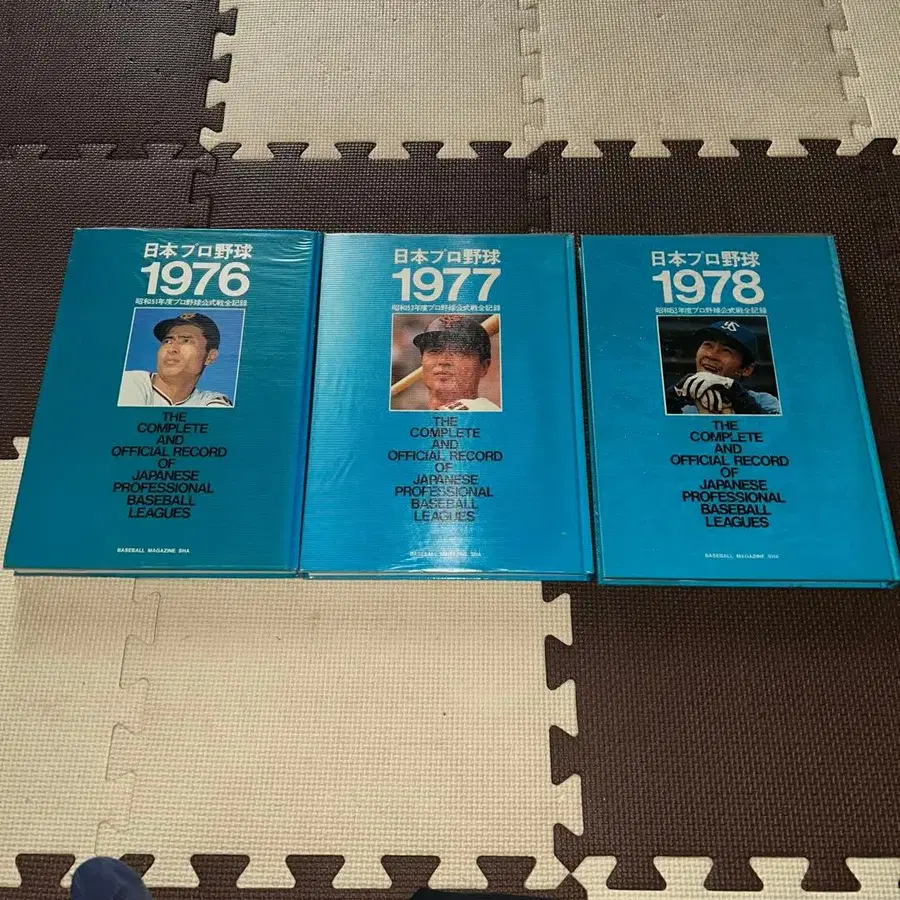 日本プロ野球
1976
昭和51年度プロ野球公式戦全記録
THE
COMPLETE
AND
OFFICIAL RECORD
OF
JAPANESE
PROFESSIONAL
BASEBALL
LEAGUES
BASEBALL MAGAZINE SHA
日本プロ野球
1977
昭和52年度プロ野球公式戦全記録
THE
COMPLETE
AND
OFFICIAL RECORD
OF
JAPANESE
PROFESSIONAL
BASEBALL
LEAGUES
BASEBALL MAGAZINE SHA
日本プロ野球
1978
昭和53年度プロ野球公式戦全記録
THE
COMPLETE
AND
OFFICIAL RECORD
OF
JAPANESE
PROFESSIONAL
BASEBALL
LEAGUES
BASEBALL MAGAZINE SHA